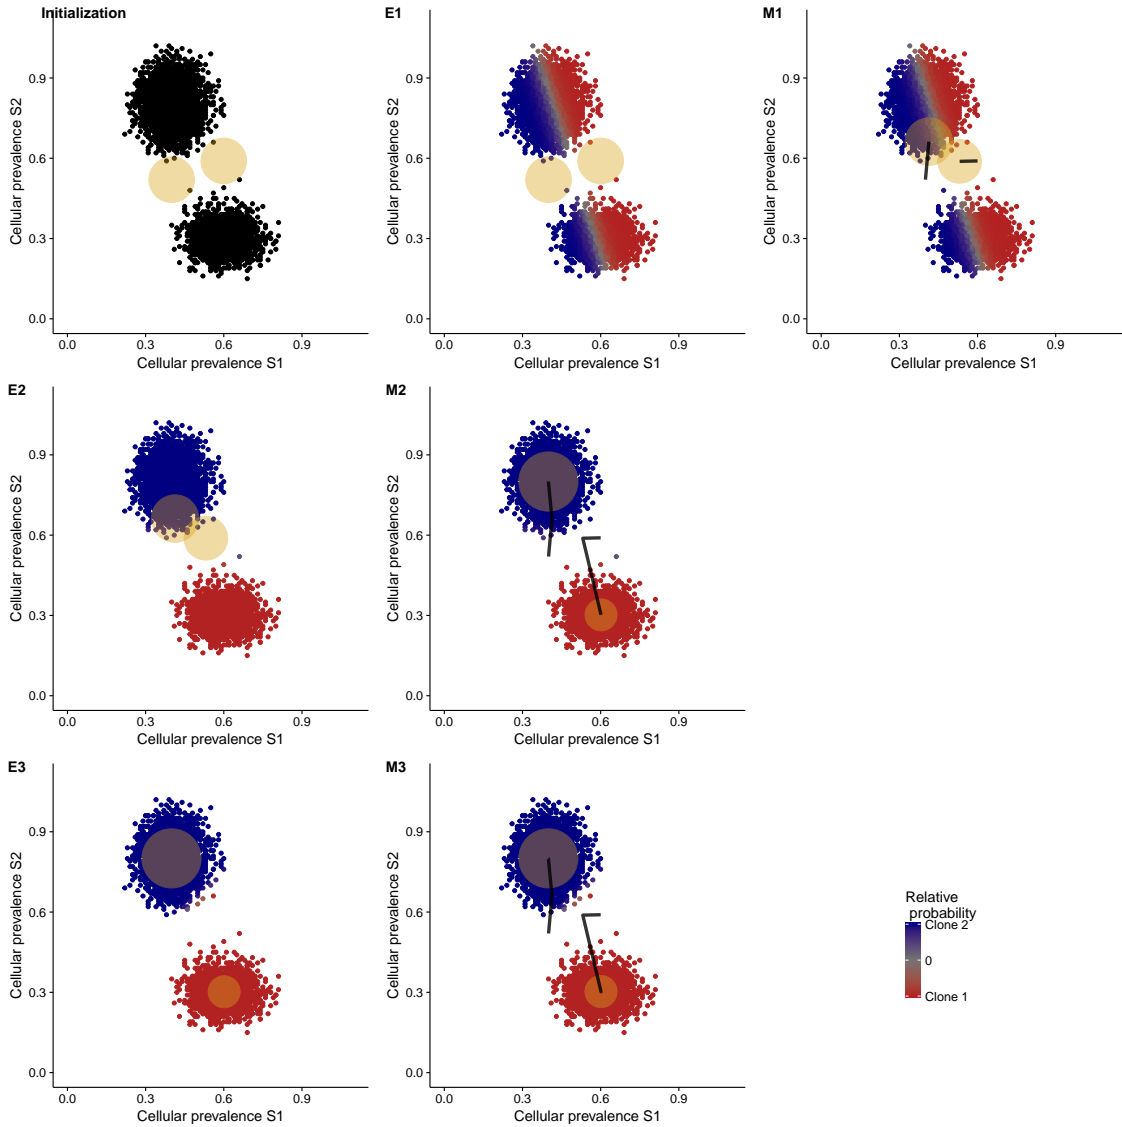 Initialization
E1
M1
Cellular prevalence S2
0.9
0.6
0.3
0.0
0.0 0.3 0.6 0.9
Cellular prevalence S1
Cellular prevalence S2
0.9
0.6
0.3
0.0
0.0 0.3 0.6 0.9
Cellular prevalence S1
Cellular prevalence S2
0.9
0.6
0.3
0.0
0.0 0.3 0.6 0.9
Cellular prevalence S1
E2
M2
Cellular prevalence S2
0.9
0.6
0.3
0.0
0.0 0.3 0.6 0.9
Cellular prevalence S1
Cellular prevalence S2
0.9
0.6
0.3
0.0
0.0 0.3 0.6 0.9
Cellular prevalence S1
E3
M3
Cellular prevalence S2
0.9
0.6
0.3
0.0
0.0 0.3 0.6 0.9
Cellular prevalence S1
Cellular prevalence S2
0.9
0.6
0.3
0.0
0.0 0.3 0.6 0.9
Cellular prevalence S1
Relative
probability
Clone 2
0
Clone 1